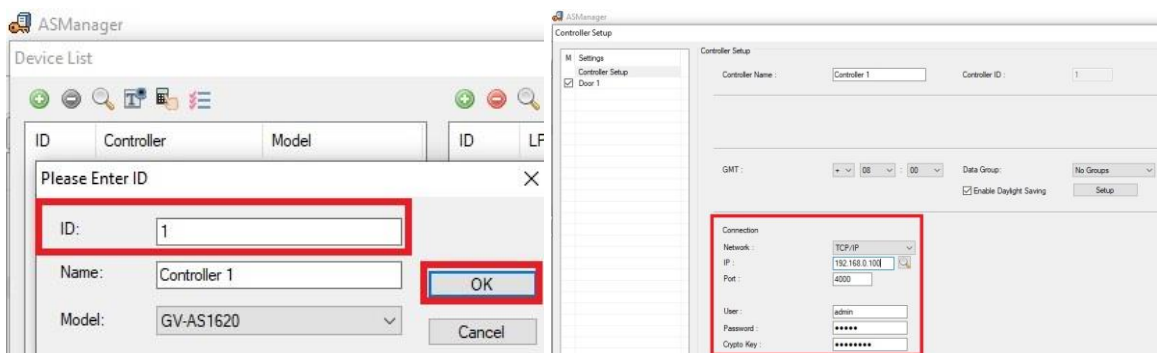 ASManager
Device List
ID Controller Model ID LF
Please Enter ID
ID: 1
Name: Controller 1
OK
Model: GV-AS1620
Cancel
ASManager
Controller Setup
M Settings
Controller Setup
Door 1
Controller Setup
Controller Name : Controller 1 Controller ID : 1
GMT : + 08 : 00 Data Group: No Groups
Enable Daylight Saving Setup
Connection
Network : TCP/IP
IP : 192.168.0.100
Port : 4000
User : admin
Password : •••••
Crypto Key : ••••••••